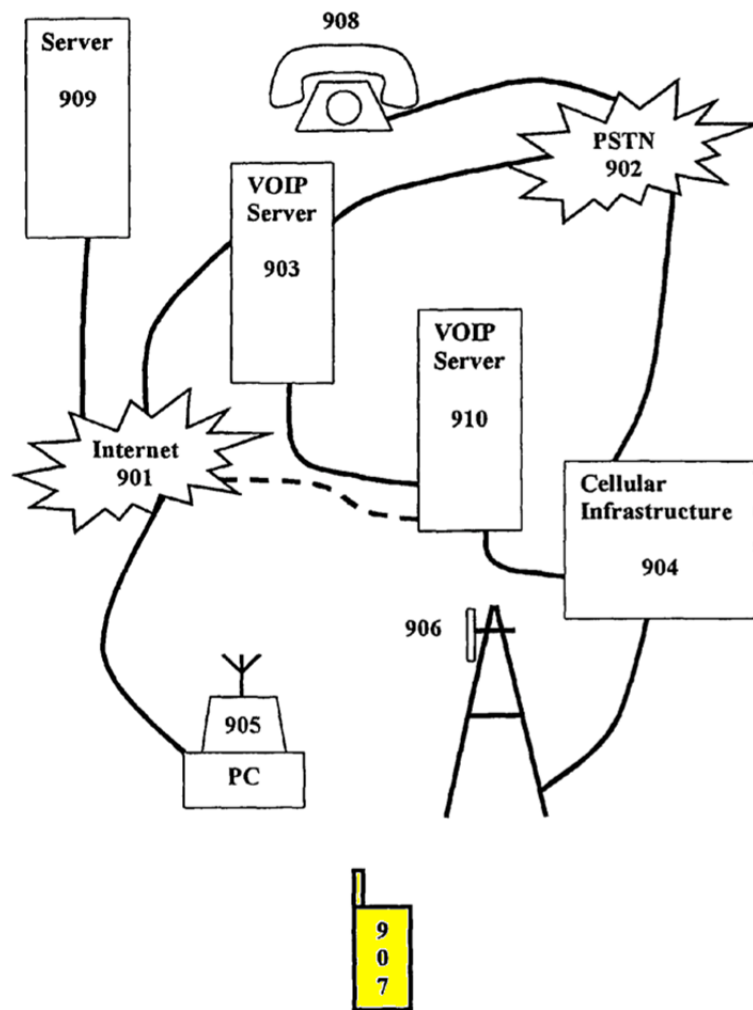 908
Server
909
PSTN
902
VOIP
Server
903
VOIP
Server
910
Internet
901
Cellular
Infrastructure
904
906
905
PC
9
0
7